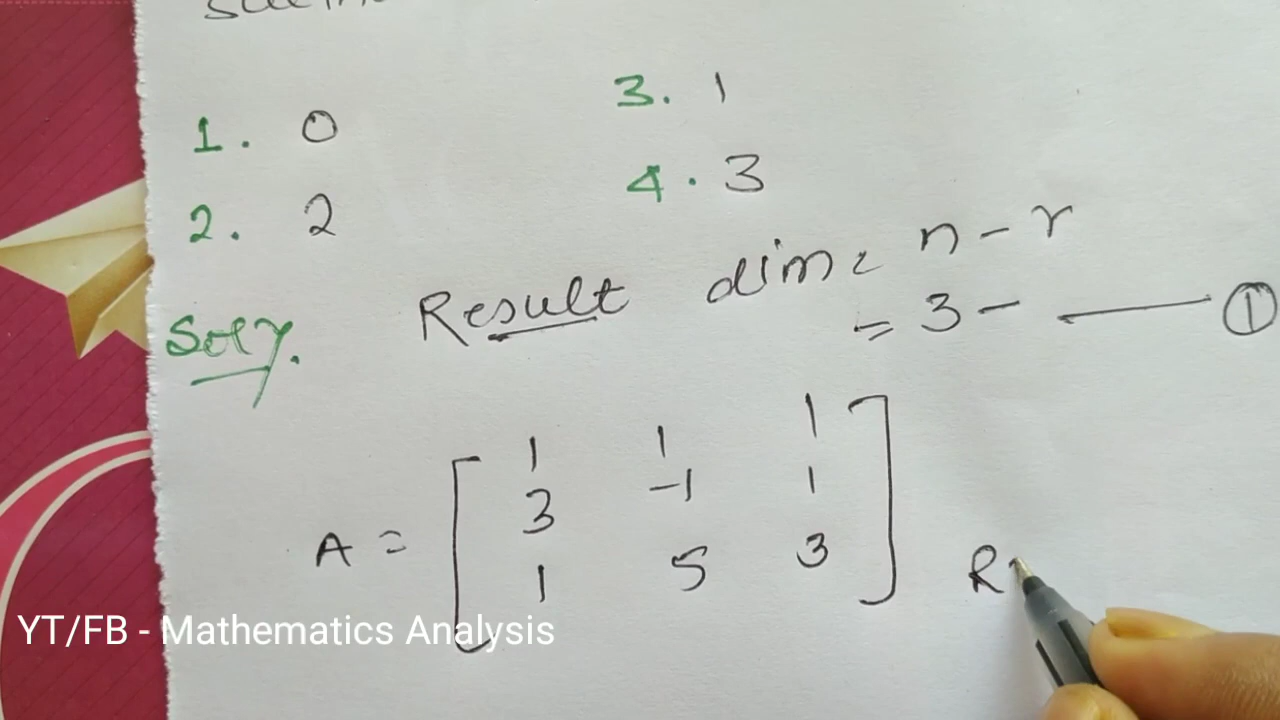 1. 0
2. 2
3. 1
4. 3
Soln.
Result dim = n - r
= 3 - ——— ①
A = [ 1 1 1
3 -1 1
1 5 3 ]
R
YT/FB - Mathematics Analysis